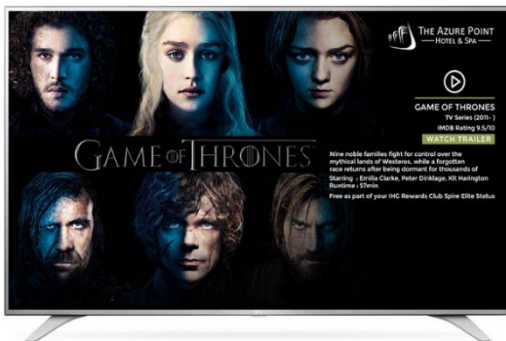 THE AZURE POINT
HOTEL & SPA
GAME OF THRONES
TV Series (2011- )
IMDB Rating 9.5/10
WATCH TRAILER
GAME OF THRONES
Nine noble families fight for control over the
mythical lands of Westeros, while a forgotten
race returns after being dormant for thousands of
Starring : Emilia Clarke, Peter Dinklage, Kit Harington
Runtime : 57min
Free as part of your IHG Rewards Club Spire Elite Status